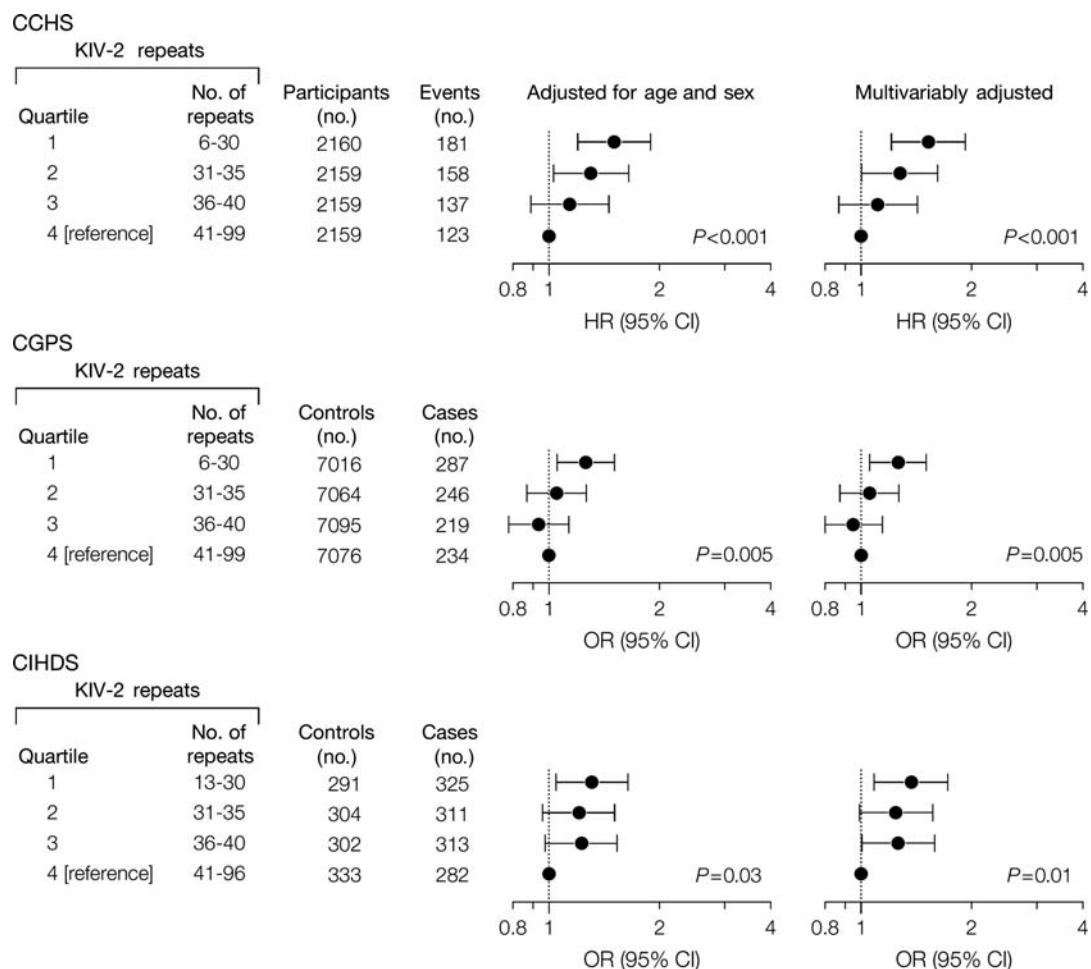 CCHS
KIV-2 repeats
Quartile No. of repeats Participants (no.) Events (no.) Adjusted for age and sex Multivariably adjusted
1 6-30 2160 181
2 31-35 2159 158
3 36-40 2159 137
4 [reference] 41-99 2159 123 P<0.001 P<0.001
0.8 1 2 4 0.8 1 2 4
HR (95% CI) HR (95% CI)
CGPS
KIV-2 repeats
Quartile No. of repeats Controls (no.) Cases (no.)
1 6-30 7016 287
2 31-35 7064 246
3 36-40 7095 219
4 [reference] 41-99 7076 234 P=0.005 P=0.005
0.8 1 2 4 0.8 1 2 4
OR (95% CI) OR (95% CI)
CIHDS
KIV-2 repeats
Quartile No. of repeats Controls (no.) Cases (no.)
1 13-30 291 325
2 31-35 304 311
3 36-40 302 313
4 [reference] 41-96 333 282 P=0.03 P=0.01
0.8 1 2 4 0.8 1 2 4
OR (95% CI) OR (95% CI)